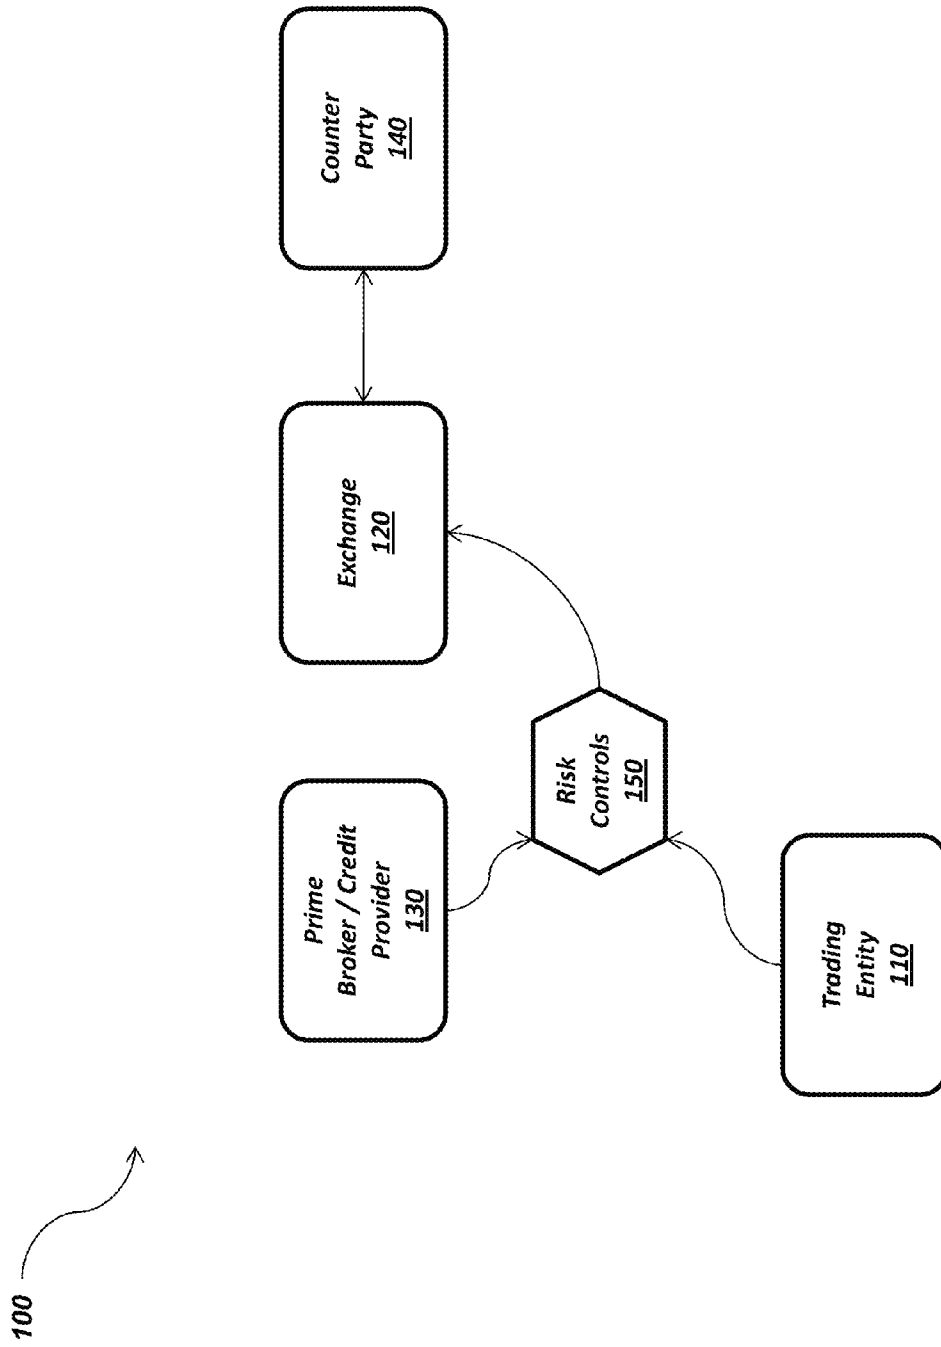 100
Prime
Broker / Credit
Provider
130
Exchange
120
Counter
Party
140
Risk
Controls
150
Trading
Entity
110